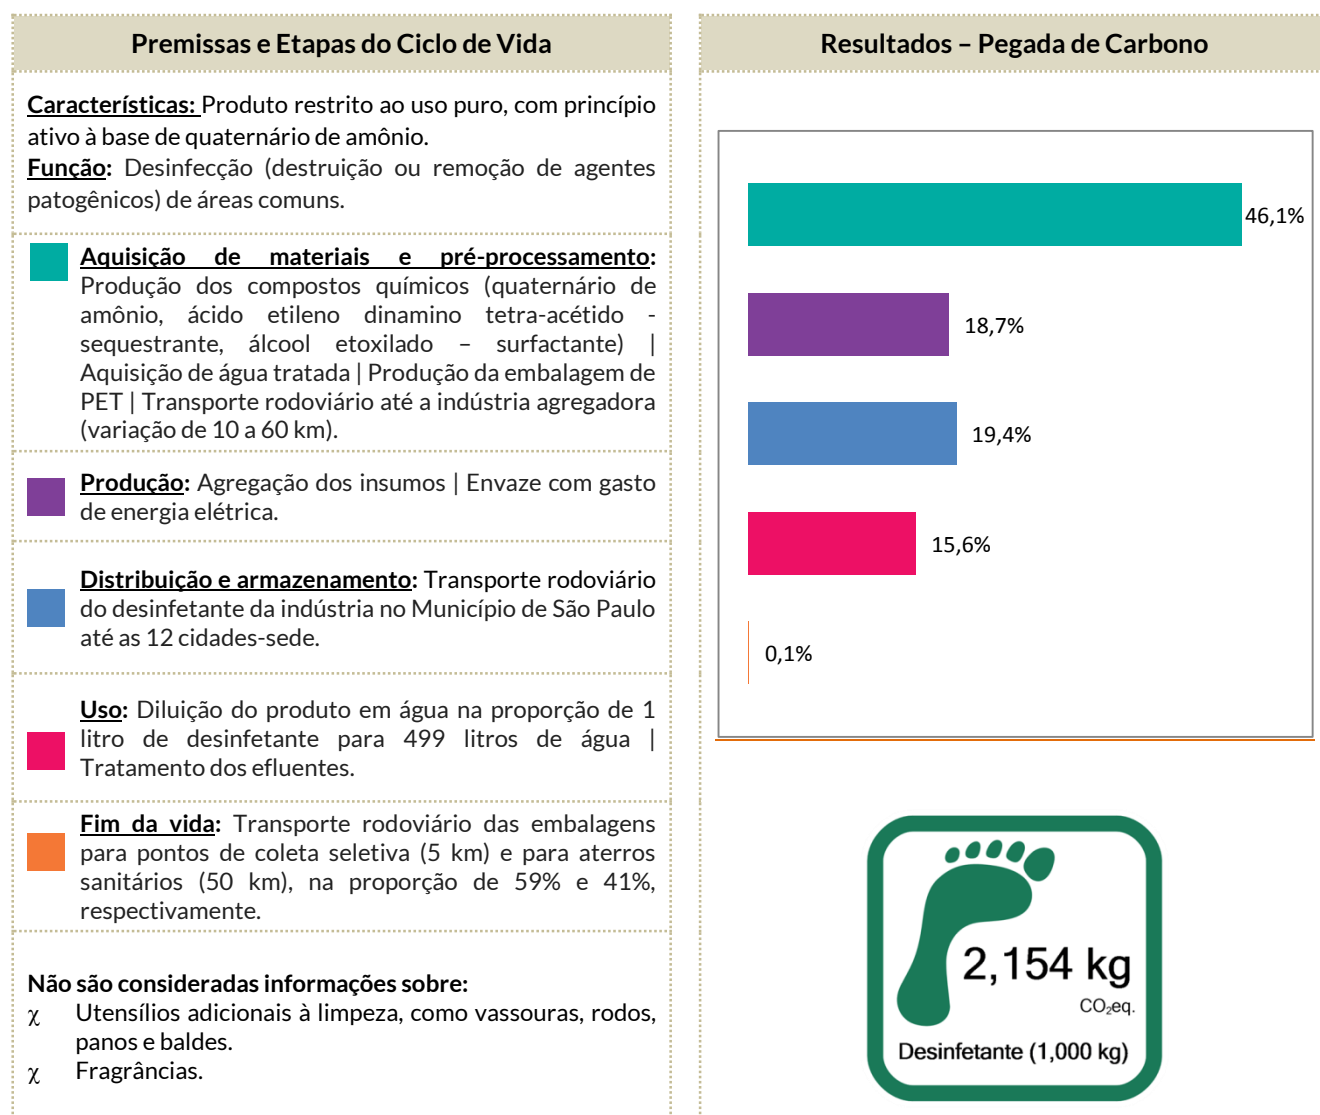 Premissas e Etapas do Ciclo de Vida
Características: Produto restrito ao uso puro, com princípio
ativo à base de quaternário de amônio.
Função: Desinfecção (destruição ou remoção de agentes
patogênicos) de áreas comuns.
Aquisição de materiais e pré-processamento:
Produção dos compostos químicos (quaternário de
amônio, ácido etileno dinamino tetra-acétido -
sequestrante, álcool etoxilado – surfactante) |
Aquisição de água tratada | Produção da embalagem de
PET | Transporte rodoviário até a indústria agregadora
(variação de 10 a 60 km).
Produção: Agregação dos insumos | Envaze com gasto
de energia elétrica.
Distribuição e armazenamento: Transporte rodoviário
do desinfetante da indústria no Município de São Paulo
até as 12 cidades-sede.
Uso: Diluição do produto em água na proporção de 1
litro de desinfetante para 499 litros de água |
Tratamento dos efluentes.
Fim da vida: Transporte rodoviário das embalagens
para pontos de coleta seletiva (5 km) e para aterros
sanitários (50 km), na proporção de 59% e 41%,
respectivamente.
Não são consideradas informações sobre:
χ Utensílios adicionais à limpeza, como vassouras, rodos,
panos e baldes.
χ Fragrâncias.
Resultados – Pegada de Carbono
46,1%
18,7%
19,4%
15,6%
0,1%
2,154 kg
CO₂eq.
Desinfetante (1,000 kg)